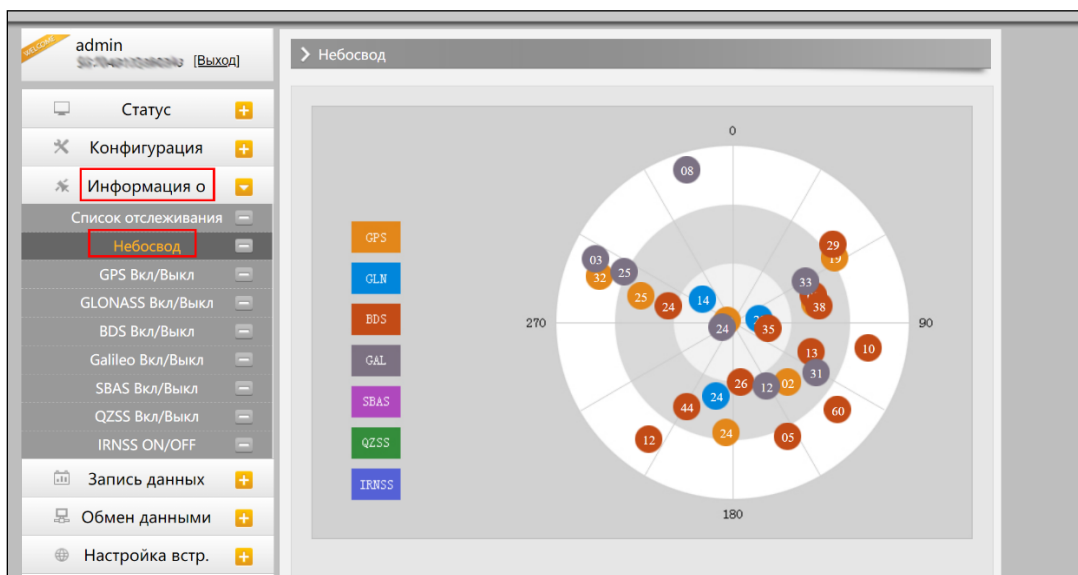 WELCOME
admin
[Выход]
Небосвод
Статус
Конфигурация
Информация о
Список отслеживания
Небосвод
GPS Вкл/Выкл
GLONASS Вкл/Выкл
BDS Вкл/Выкл
Galileo Вкл/Выкл
SBAS Вкл/Выкл
QZSS Вкл/Выкл
IRNSS ON/OFF
Запись данных
Обмен данными
Настройка встр.
GPS
GLN
BDS
GAL
SBAS
QZSS
IRNSS
0
08
29
19
03
25
32
33
25
24
14
38
270
24
35
90
13
10
31
26
12
02
24
44
60
24
05
12
180